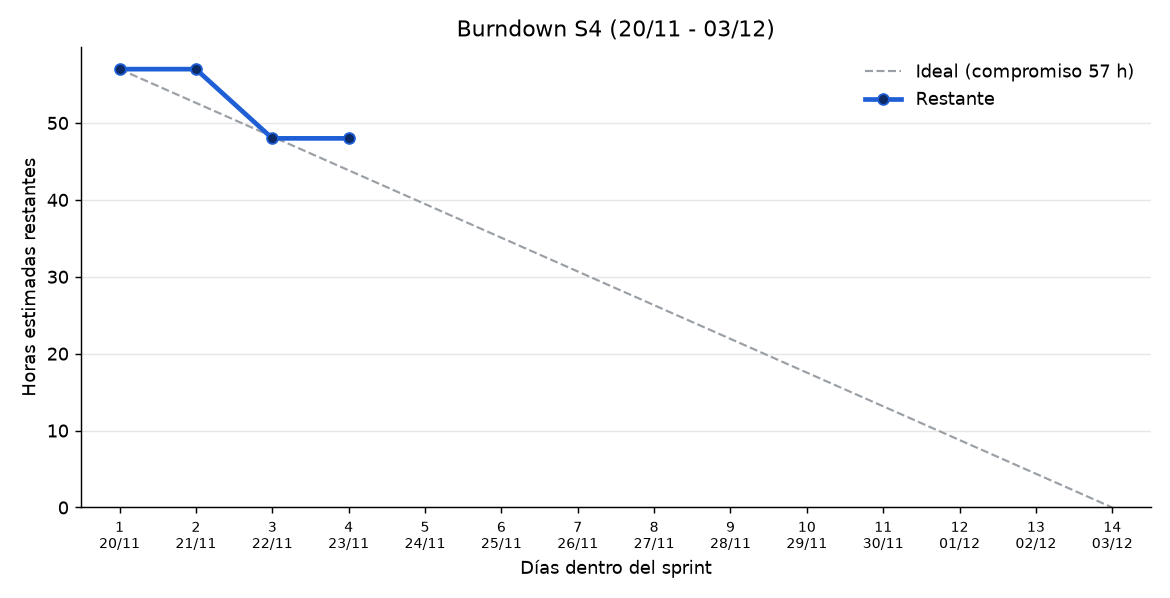 Burndown S4 (20/11 - 03/12)
Ideal (compromiso 57 h)
Restante
Horas estimadas restantes
50
40
30
20
10
0
1 2 3 4 5 6 7 8 9 10 11 12 13 14
20/11 21/11 22/11 23/11 24/11 25/11 26/11 27/11 28/11 29/11 30/11 01/12 02/12 03/12
Días dentro del sprint